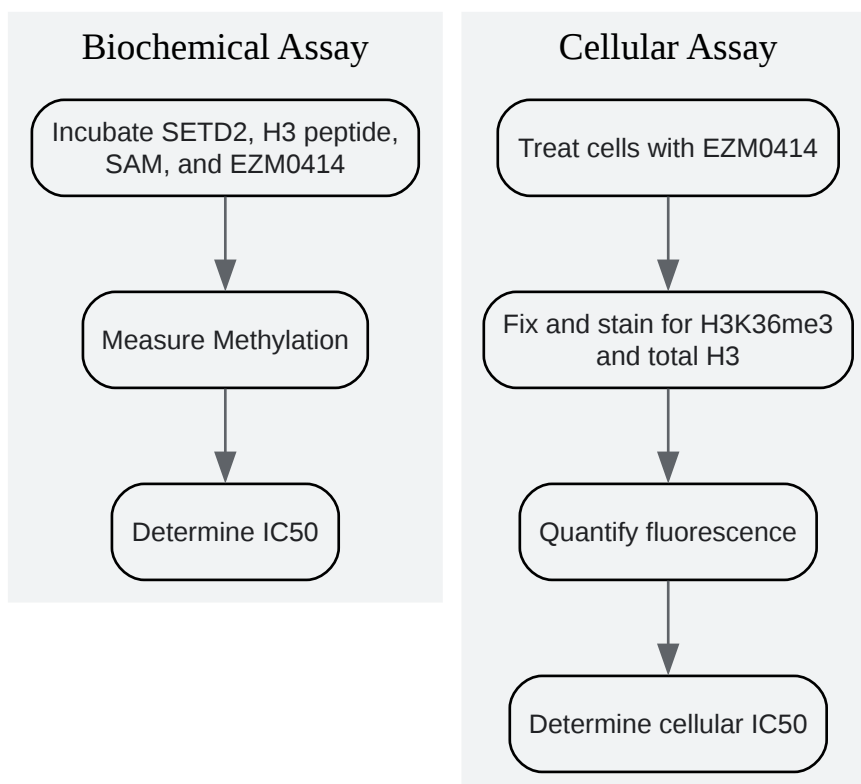 Biochemical Assay
Incubate SETD2, H3 peptide,
SAM, and EZM0414
Measure Methylation
Determine IC50
Cellular Assay
Treat cells with EZM0414
Fix and stain for H3K36me3
and total H3
Quantify fluorescence
Determine cellular IC50